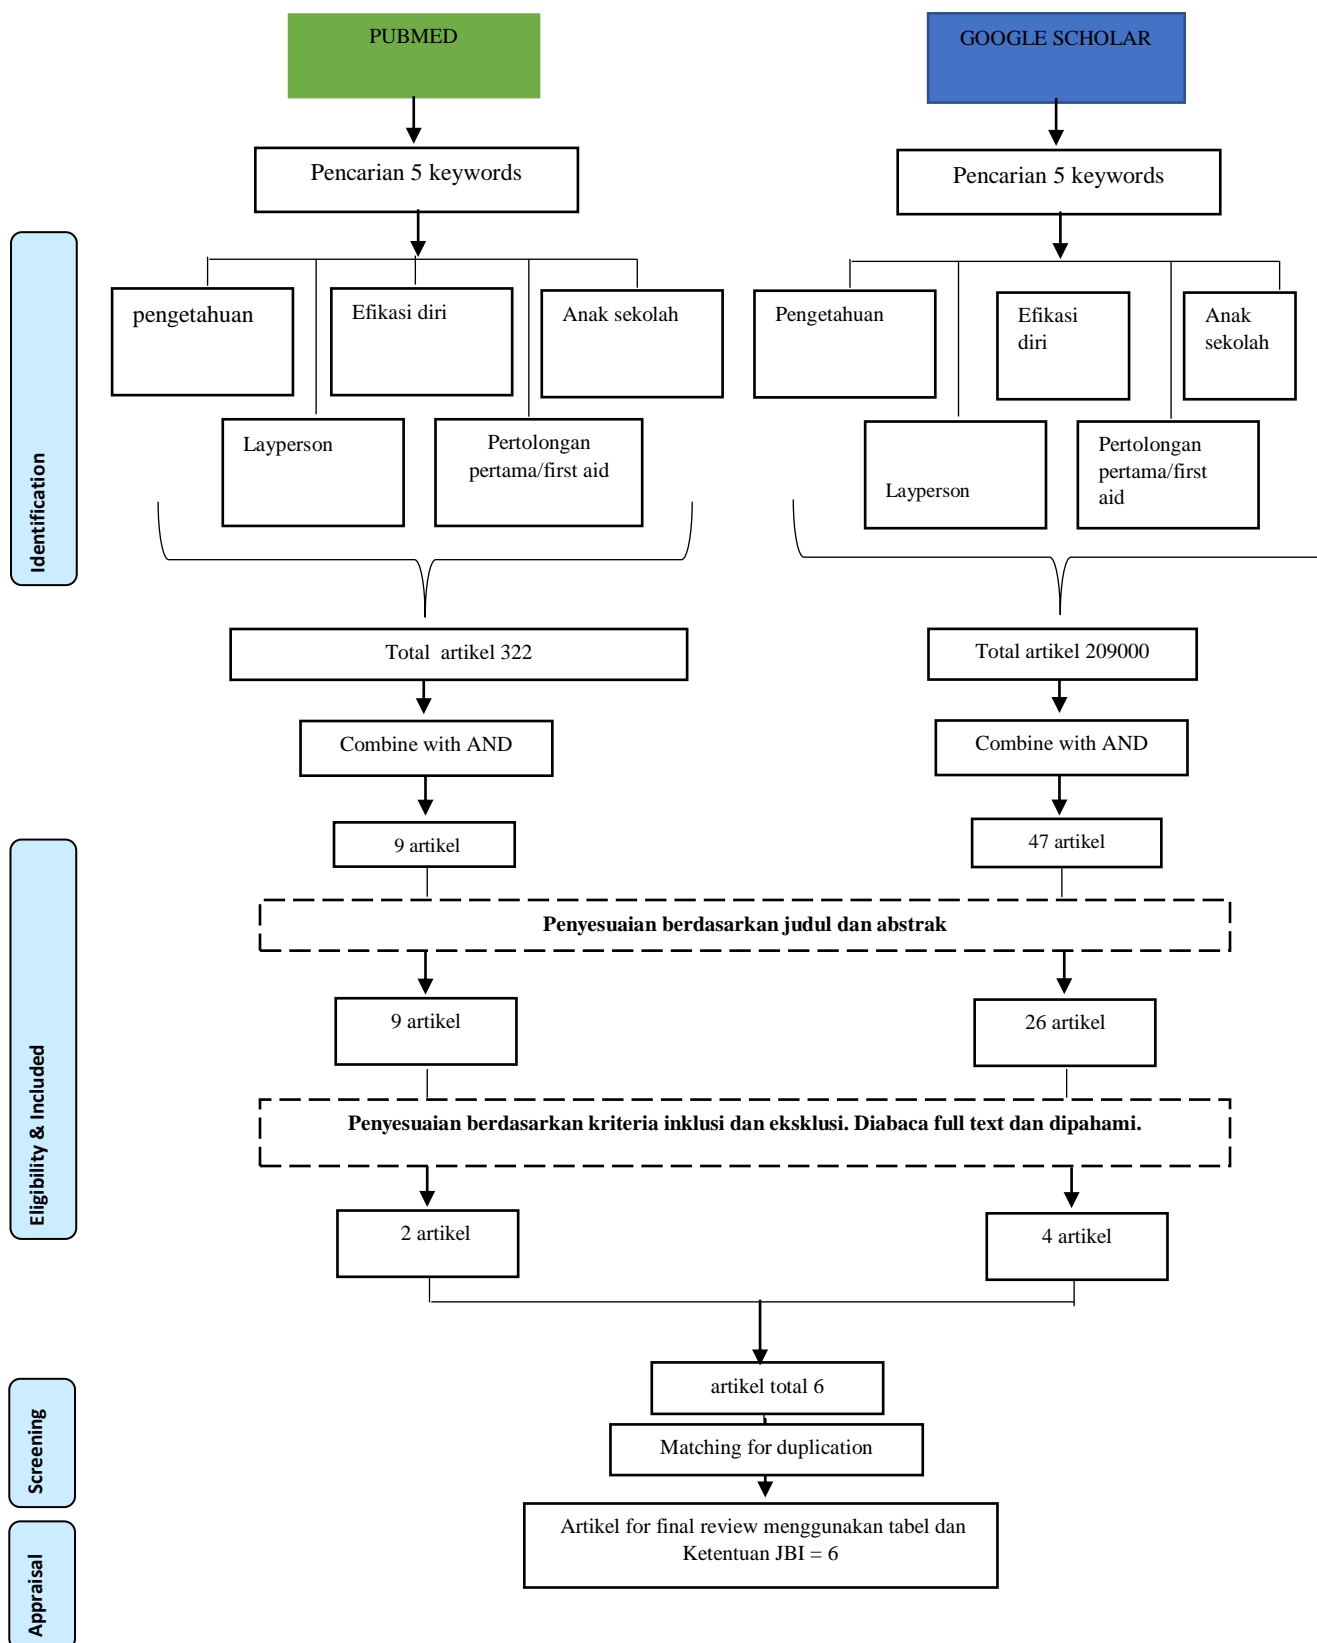 PUBMED
GOOGLE SCHOLAR
Pencarian 5 keywords
Pencarian 5 keywords
Identification
pengetahuan
Efikasi diri
Anak sekolah
Layperson
Pertolongan
pertama/first aid
Pengetahuan
Efikasi
diri
Anak
sekolah
Layperson
Pertolongan
pertama/first
aid
Total artikel 322
Total artikel 209000
Combine with AND
Combine with AND
Eligibility & Included
9 artikel
47 artikel
Penyesuaian berdasarkan judul dan abstrak
9 artikel
26 artikel
Penyesuaian berdasarkan kriteria inklusi dan eksklusi. Diabaca full text dan dipahami.
2 artikel
4 artikel
Screening
artikel total 6
Matching for duplication
Appraisal
Artikel for final review menggunakan tabel dan
Ketentuan JBI = 6